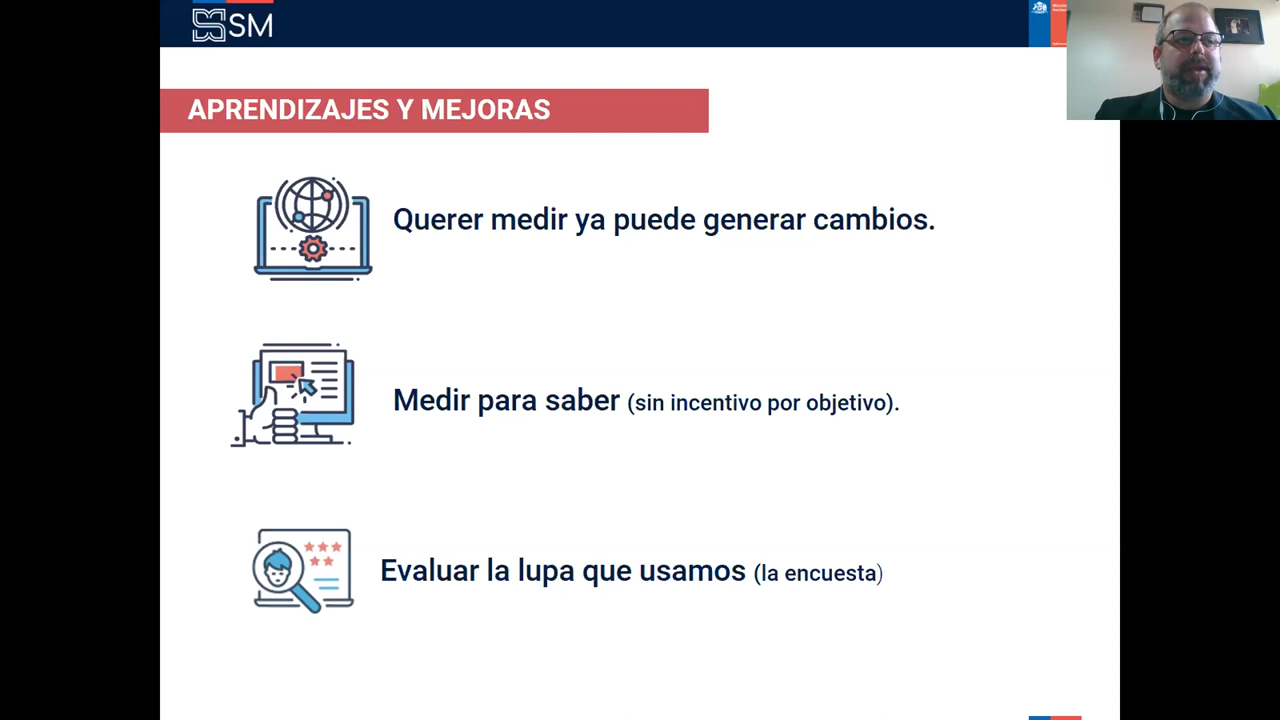 SM
APRENDIZAJES Y MEJORAS
Querer medir ya puede generar cambios.
Medir para saber (sin incentivo por objetivo).
Evaluar la lupa que usamos (la encuesta)